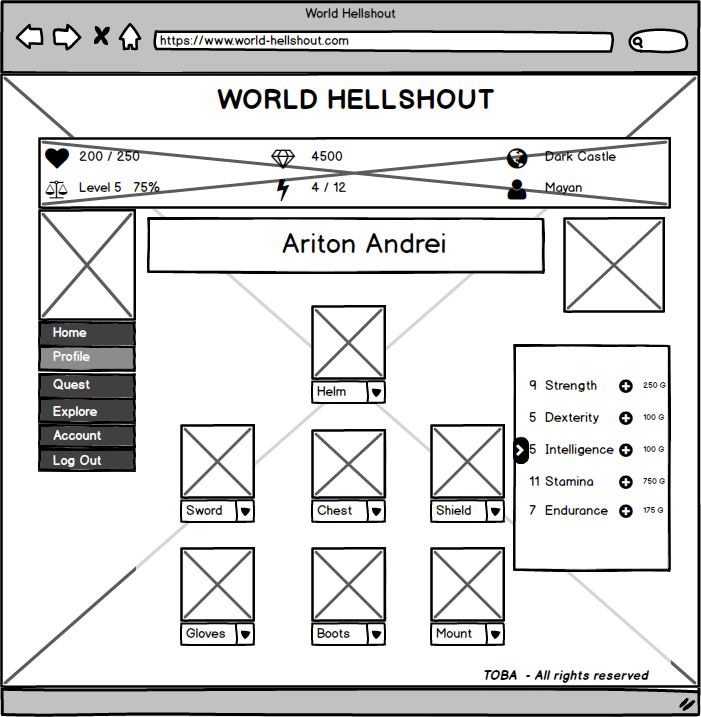 World Hellshout
https://www.world-hellshout.com
WORLD HELLSHOUT
200 / 250
4500
Dark Castle
Level 5 75%
4 / 12
Mayan
Ariton Andrei
Home
Profile
Quest
Explore
Account
Log Out
Helm
Sword
Chest
Shield
Gloves
Boots
Mount
9 Strength 250 G
5 Dexterity 100 G
5 Intelligence 100 G
11 Stamina 750 G
7 Endurance 175 G
TOBA - All rights reserved